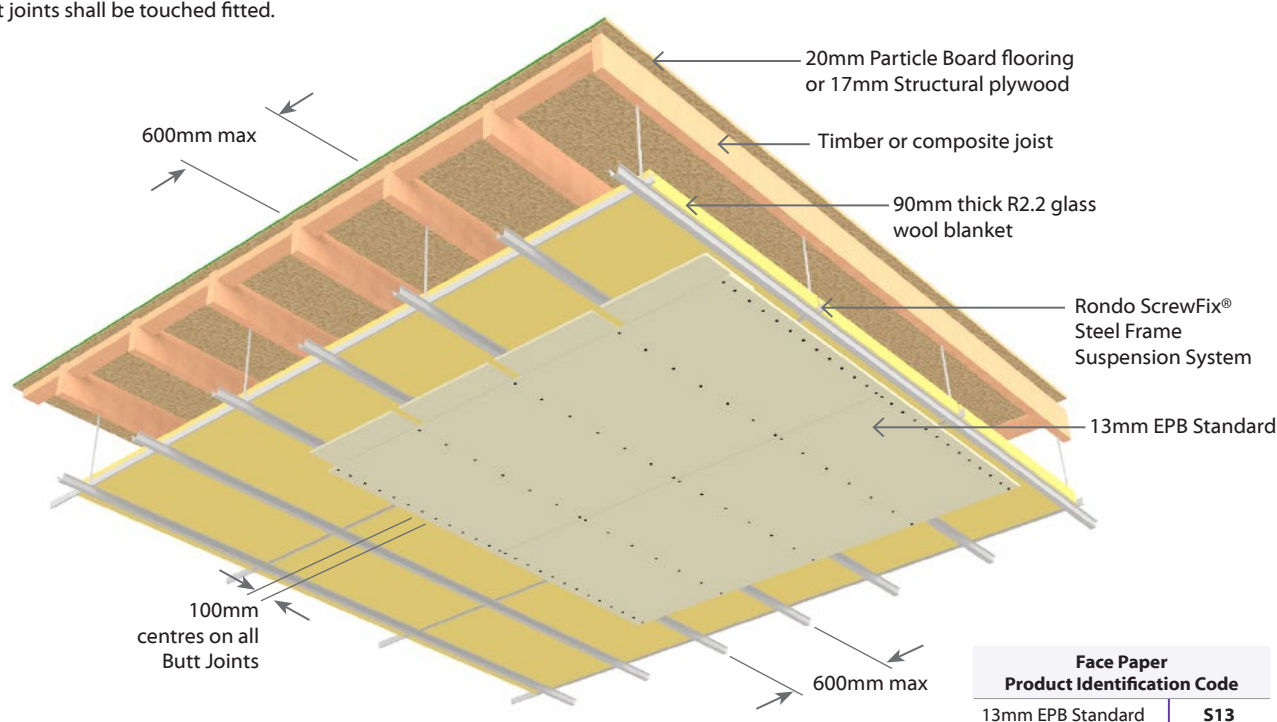 t joints shall be touched fitted.
20mm Particle Board flooring
or 17mm Structural plywood
600mm max
Timber or composite joist
90mm thick R2.2 glass
wool blanket
Rondo ScrewFix®
Steel Frame
Suspension System
13mm EPB Standard
100mm
centres on all
Butt Joints
600mm max
Face Paper
Product Identification Code
13mm EPB Standard S13